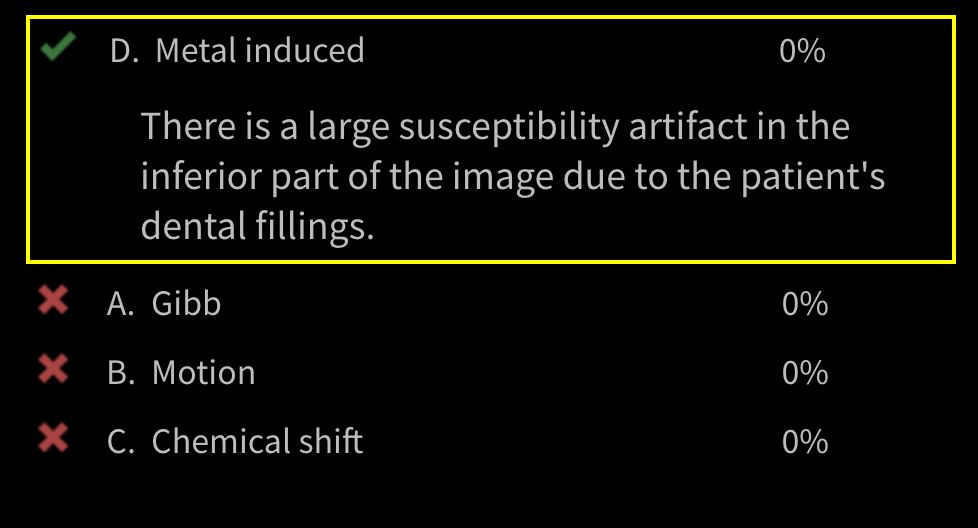 D. Metal induced 0%
There is a large susceptibility artifact in the
inferior part of the image due to the patient's
dental fillings.
A. Gibb 0%
B. Motion 0%
C. Chemical shift 0%